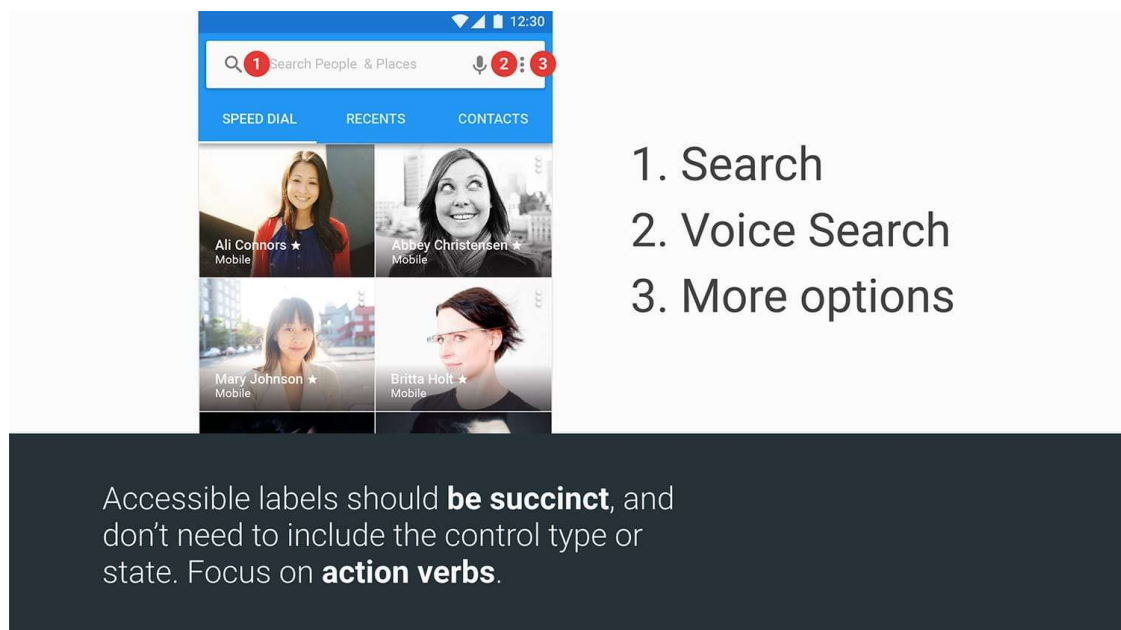 12:30
1 Search People & Places 2 3
SPEED DIAL RECENTS CONTACTS
Ali Connors ★ Abbey Christensen ★
Mobile Mobile
Mary Johnson ★ Britta Holt ★
Mobile Mobile
1. Search
2. Voice Search
3. More options
Accessible labels should be succinct, and
don’t need to include the control type or
state. Focus on action verbs.